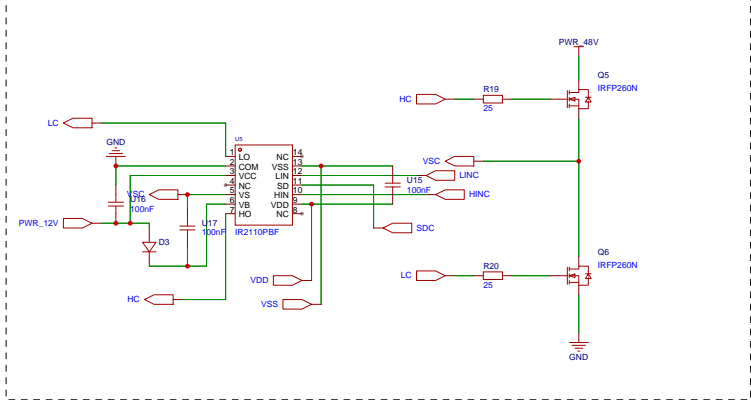 PWR_48V
Q5
IRFP260N
R19
25
HC
LC
GND
U5
1
LO
NC
14
2
COM
VSS
13
3
VCC
LIN
12
4
NC
SD
11
5
VS
HIN
10
6
VB
VDD
9
7
HO
NC
8
IR2110PBF
VSC
LINC
U15
100nF
HINC
VSC
U16
100nF
U17
100nF
PWR_12V
D3
SDC
VDD
VSS
HC
Q6
IRFP260N
R20
25
LC
GND